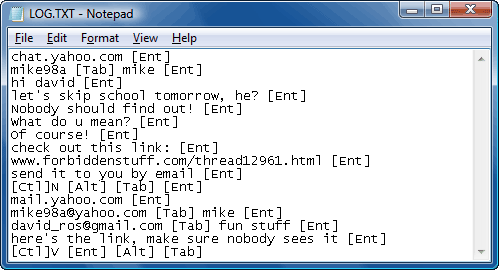 LOG.TXT - Notepad
File Edit Format View Help
chat.yahoo.com [Ent]
mike98a [Tab] mike [Ent]
hi david [Ent]
let's skip school tomorrow, he? [Ent]
Nobody should find out! [Ent]
What do u mean? [Ent]
Of course! [Ent]
check out this link: [Ent]
www.forbiddenstuff.com/thread12961.html [Ent]
send it to you by email [Ent]
[Ctl]N [Alt] [Tab] [Ent]
mail.yahoo.com [Ent]
mike98a@yahoo.com [Tab] mike [Ent]
david_ros@gmail.com [Tab] fun stuff [Ent]
here's the link, make sure nobody sees it [Ent]
[Ctl]V [Ent] [Alt] [Tab]